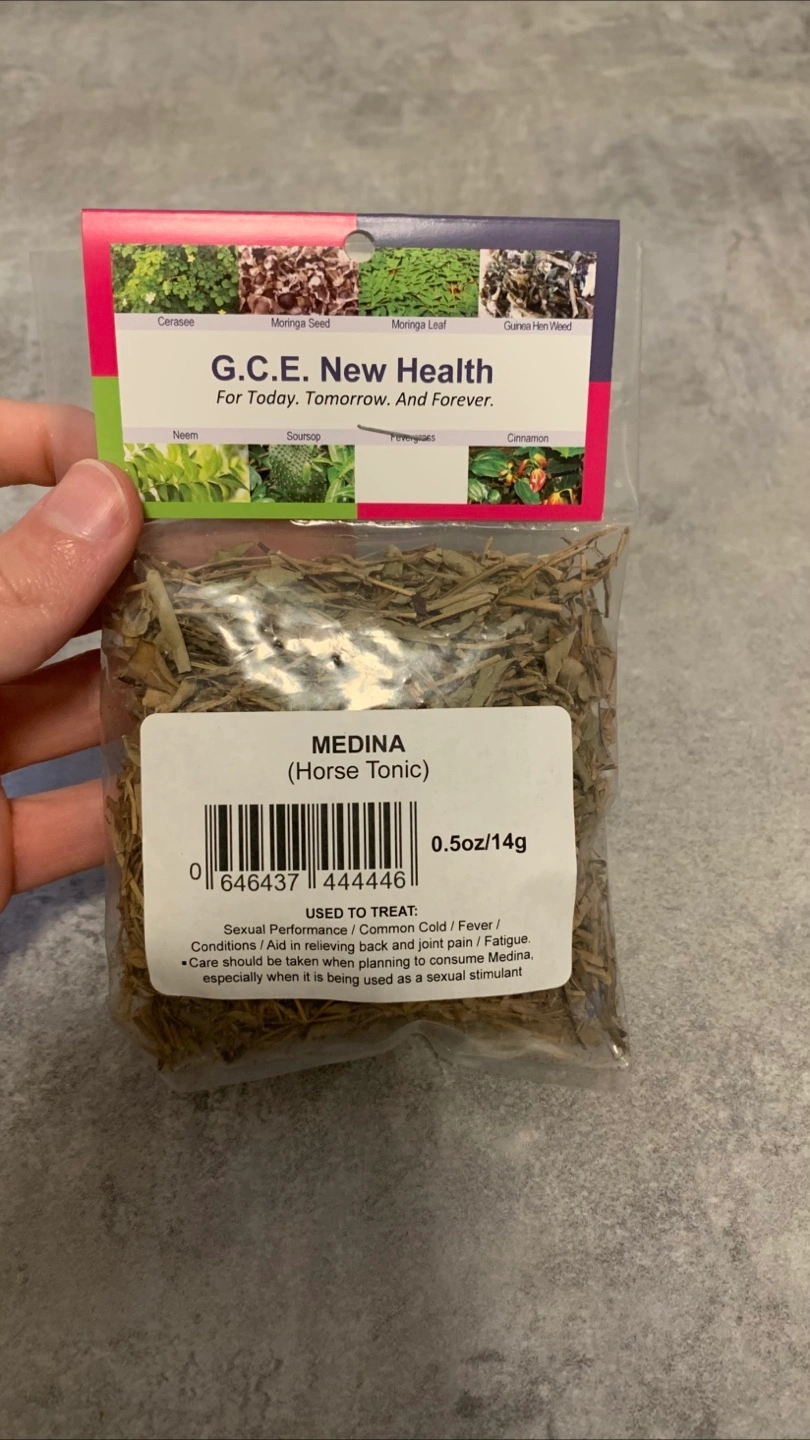 Cerasee Moringa Seed Moringa Leaf Guinea Hen Weed
G.C.E. New Health
For Today. Tomorrow. And Forever.
Neem Soursop Fevergrass Cinnamon
MEDINA
(Horse Tonic)
0.5oz/14g
0 646437 444446
USED TO TREAT:
Sexual Performance / Common Cold / Fever /
Conditions / Aid in relieving back and joint pain / Fatigue.
▪Care should be taken when planning to consume Medina,
especially when it is being used as a sexual stimulant